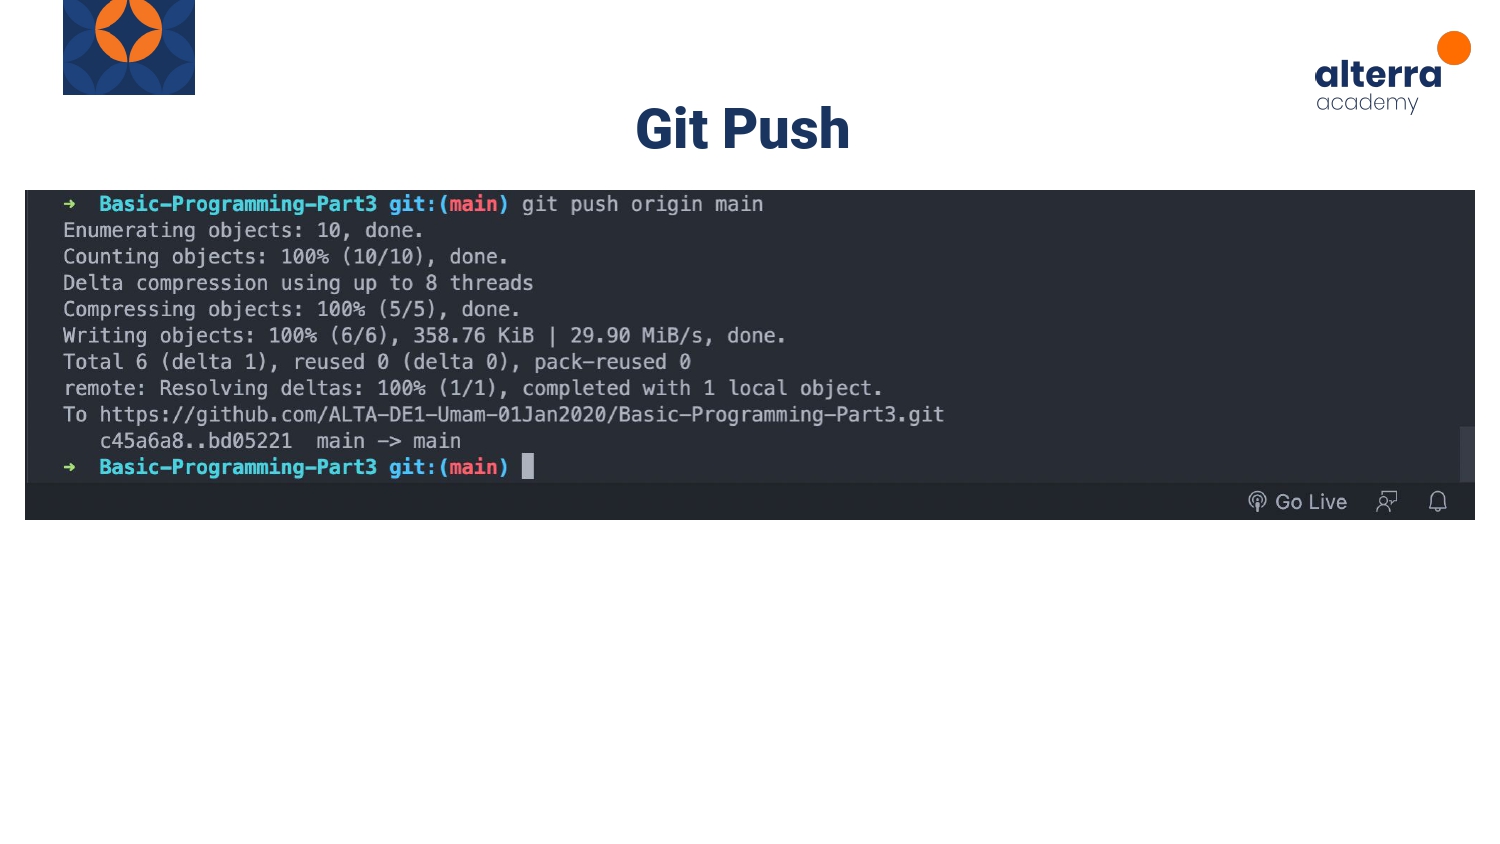 alterra
academy
Git Push
➜ Basic-Programming-Part3 git:(main) git push origin main
Enumerating objects: 10, done.
Counting objects: 100% (10/10), done.
Delta compression using up to 8 threads
Compressing objects: 100% (5/5), done.
Writing objects: 100% (6/6), 358.76 KiB | 29.90 MiB/s, done.
Total 6 (delta 1), reused 0 (delta 0), pack-reused 0
remote: Resolving deltas: 100% (1/1), completed with 1 local object.
To https://github.com/ALTA-DE1-Umam-01Jan2020/Basic-Programming-Part3.git
c45a6a8..bd05221  main -> main
➜ Basic-Programming-Part3 git:(main)
Go Live